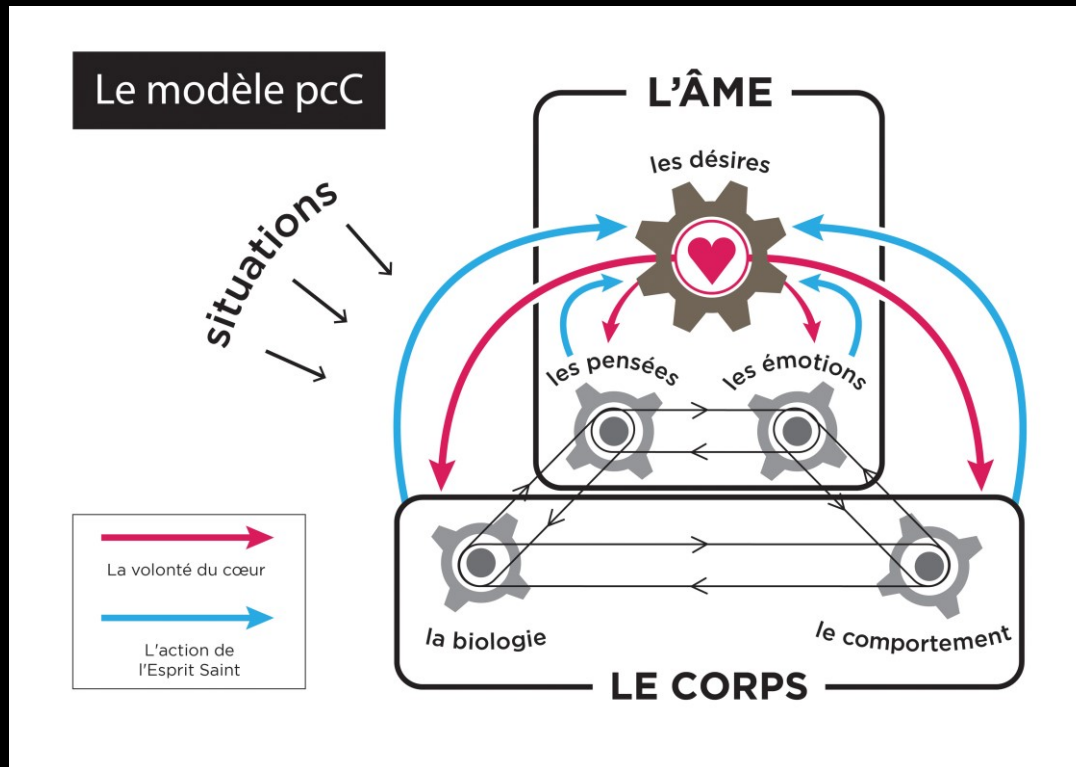 Le modèle pcC
L'ÂME
les désires
situations
les pensées
les émotions
La volonté du cœur
L'action de
l'Esprit Saint
la biologie
le comportement
LE CORPS